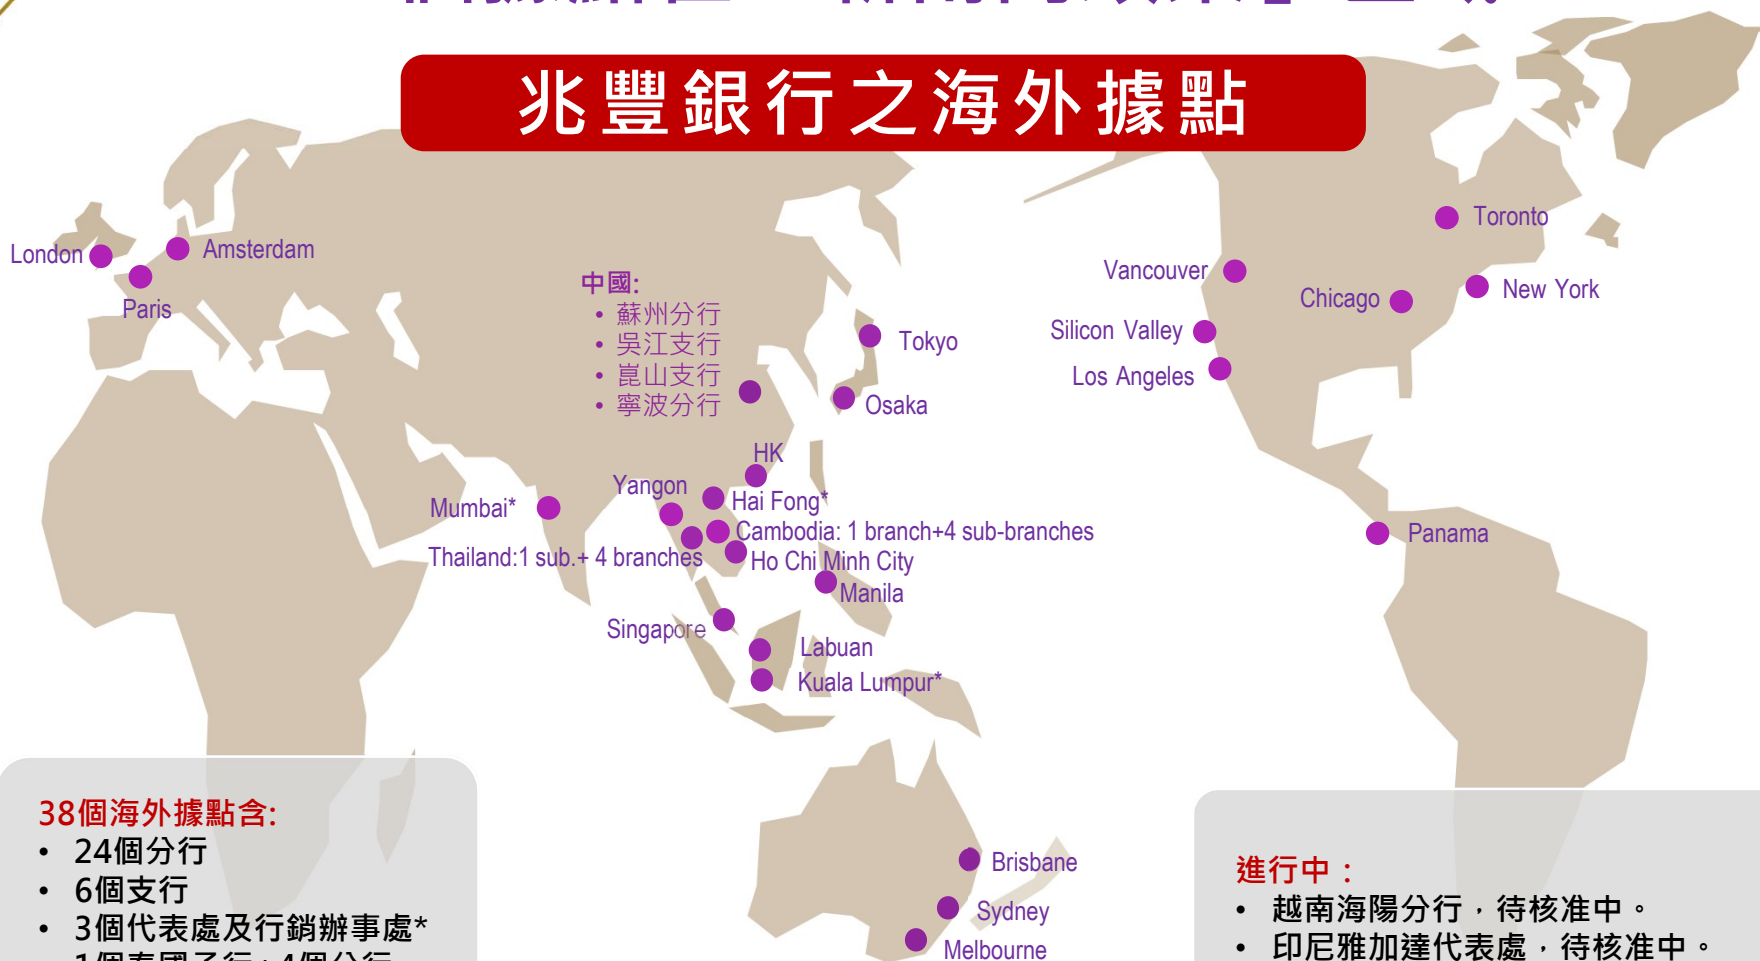 兆豐銀行之海外據點
London
Amsterdam
Paris
中國:
• 蘇州分行
• 吳江支行
• 崑山支行
• 寧波分行
Tokyo
Osaka
HK
Yangon
Hai Fong*
Mumbai*
Cambodia: 1 branch+4 sub-branches
Thailand:1 sub.+ 4 branches
Ho Chi Minh City
Manila
Singapore
Labuan
Kuala Lumpur*
Brisbane
Sydney
Melbourne
Toronto
Vancouver
Chicago
New York
Silicon Valley
Los Angeles
Panama
38個海外據點含:
• 24個分行
• 6個支行
• 3個代表處及行銷辦事處*
進行中：
• 越南海陽分行，待核准中。
• 印尼雅加達代表處，待核准中。